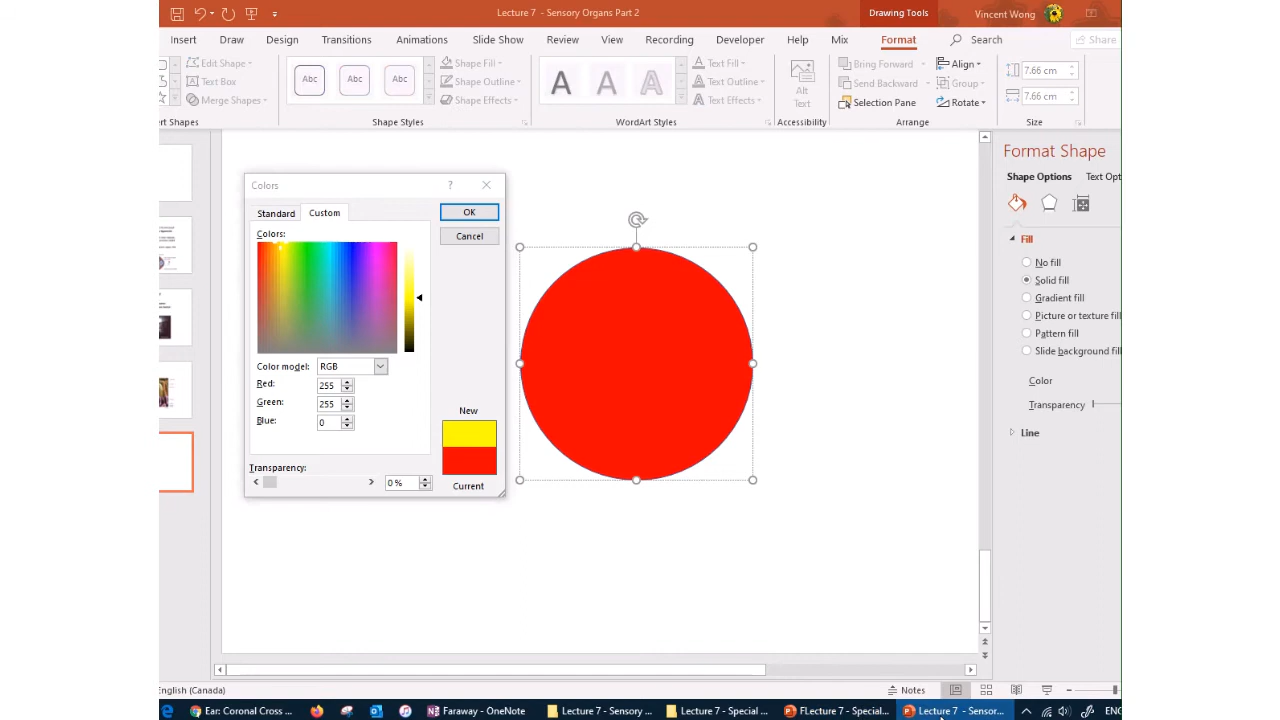 Lecture 7 - Sensory Organs Part 2
Drawing Tools
Vincent Wong
Insert Draw Design Transitions Animations Slide Show Review View Recording Developer Help Mix Format Search Share
Edit Shape
Text Box
Merge Shapes
Abc Abc Abc
Shape Fill
Shape Outline
Shape Effects
A A A
Text Fill
Text Outline
Text Effects
Alt
Text
Bring Forward
Send Backward
Selection Pane
Align
Group
Rotate
7.66 cm
7.66 cm
ert Shapes Shape Styles WordArt Styles Accessibility Arrange Size
Colors
?
Standard Custom
OK
Cancel
Colors:
Color model: RGB
Red: 255
Green: 255
Blue: 0
New
Current
Transparency:
0 %
Format Shape
Shape Options Text Opt
Fill
No fill
Solid fill
Gradient fill
Picture or texture fill
Pattern fill
Slide background fill
Color
Transparency
Line
English (Canada)
Notes
Ear: Coronal Cross ... Faraway - OneNote Lecture 7 - Sensory ... Lecture 7 - Special ... FLecture 7 - Special... Lecture 7 - Sensor... ENG